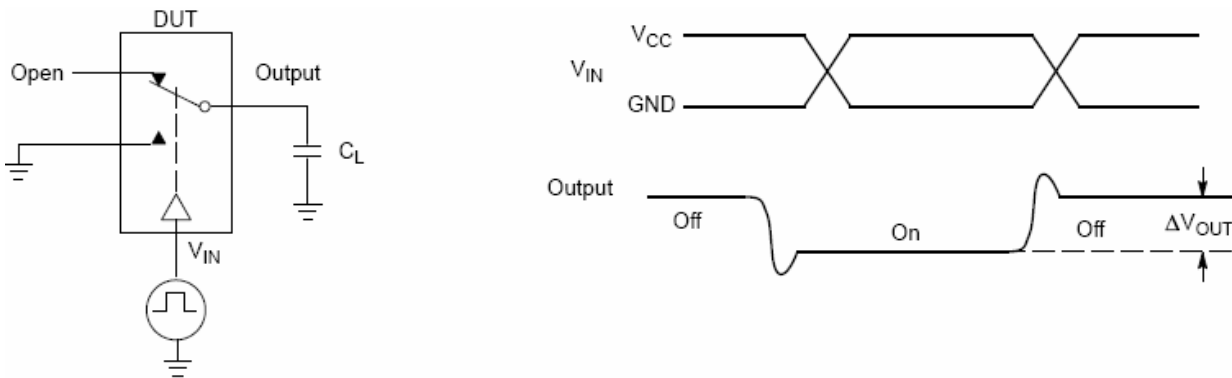 DUT
Open
Output
C_L
V_IN
V_CC
V_IN
GND
Output
Off
On
Off
ΔV_OUT